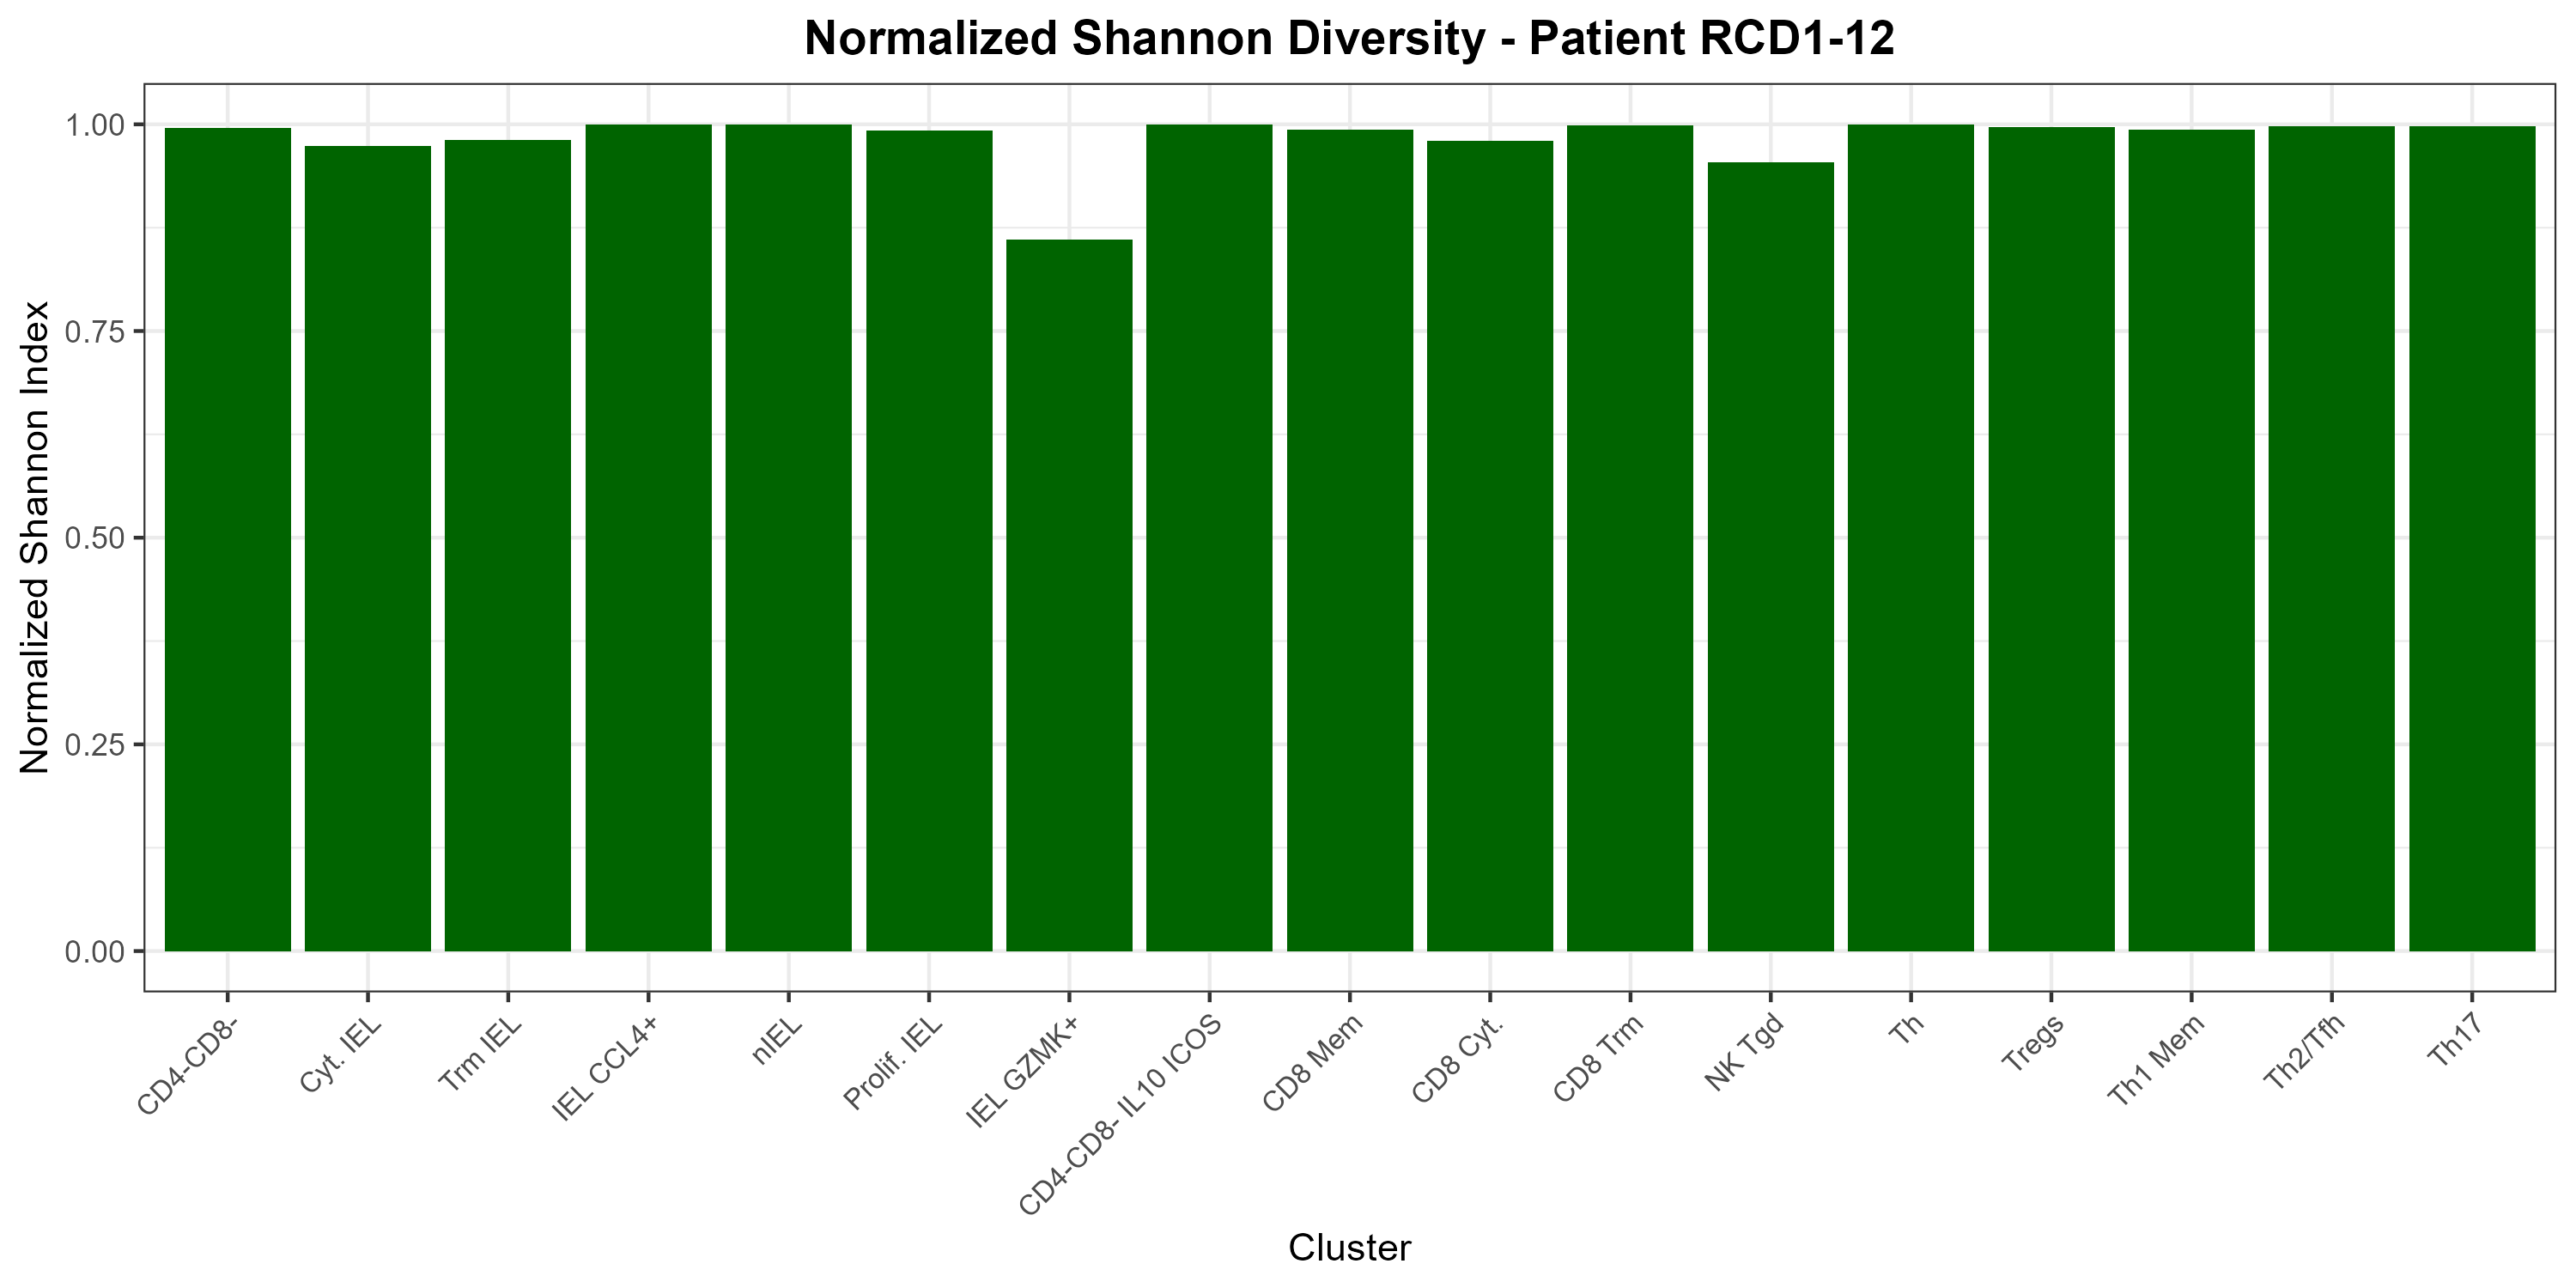 Normalized Shannon Diversity - Patient RCD1-12
Normalized Shannon Index
1.00
0.75
0.50
0.25
0.00
CD4-CD8-
Cyt. IEL
Trm IEL
IEL CCL4+
nIEL
Prolif. IEL
IEL GZMK+
CD4-CD8- IL10 ICOS
CD8 Mem
CD8 Cyt.
CD8 Trm
NK Tgd
Th
Tregs
Th1 Mem
Th2/Tfh
Th17
Cluster